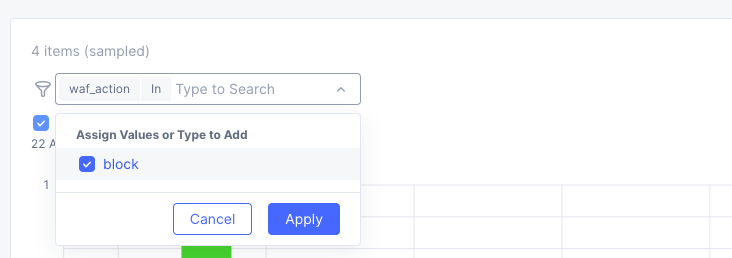 4 items (sampled)
waf_action In Type to Search
Assign Values or Type to Add
22 A
block
1
Cancel Apply